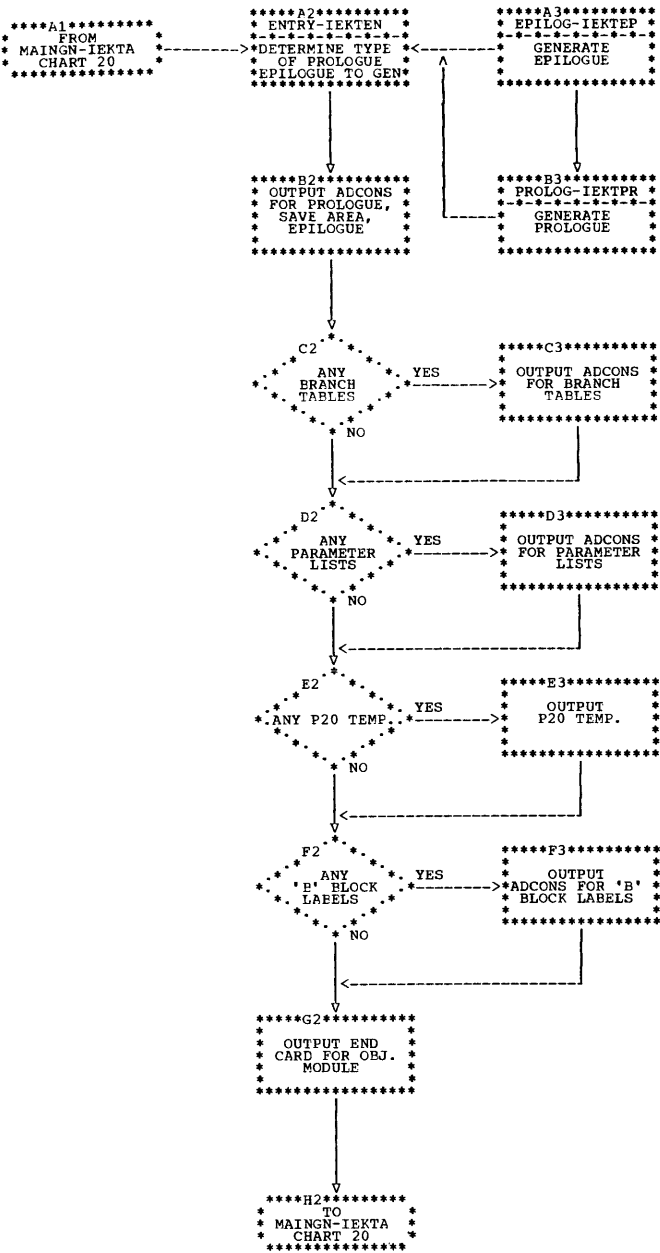 A1
FROM
MAINGN-IEKTA
CHART 20
A2
ENTRY-IEKTEN
DETERMINE TYPE
OF PROLOGUE
EPILOGUE TO GEN
A3
EPILOG-IEKTEP
GENERATE
EPILOGUE
B2
OUTPUT ADCONS
FOR PROLOGUE,
SAVE AREA,
EPILOGUE
B3
PROLOG-IEKTPR
GENERATE
PROLOGUE
C2
ANY
BRANCH
TABLES
YES
NO
C3
OUTPUT ADCONS
FOR BRANCH
TABLES
D2
ANY
PARAMETER
LISTS
YES
NO
D3
OUTPUT ADCONS
FOR PARAMETER
LISTS
E2
ANY P20 TEMP.
YES
NO
E3
OUTPUT
P20 TEMP.
F2
ANY
'B' BLOCK
LABELS
YES
NO
F3
OUTPUT
ADCONS FOR 'B'
BLOCK LABELS
G2
OUTPUT END
CARD FOR OBJ.
MODULE
H2
TO
MAINGN-IEKTA
CHART 20